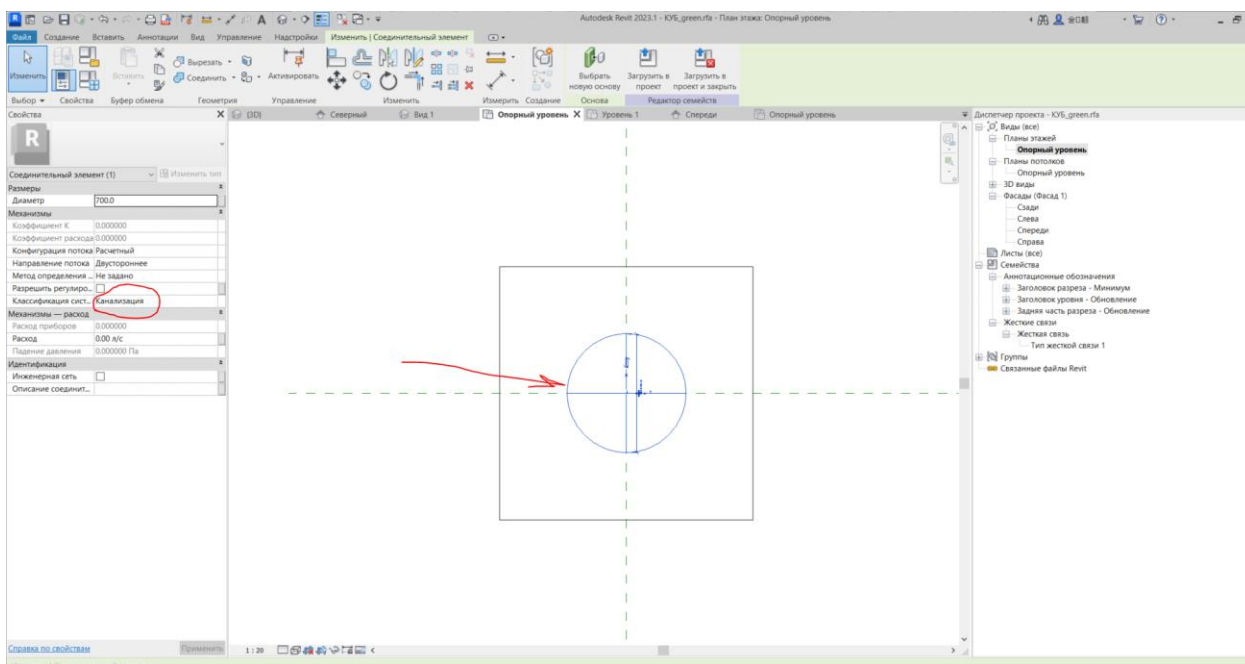 Autodesk Revit 2023.1 - КУБ_green.rfa - План этажа: Опорный уровень
Файл Создание Вставить Аннотации Вид Управление Надстройки Изменить | Соединительный элемент
Изменить
Вставить
Вырезать
Соединить
Активировать
Выбрать новую основу
Загрузить в проект
Загрузить в проект и закрыть
Выбор Свойства Буфер обмена Геометрия Управление Изменить Измерить Создание Основа Редактор семейств
Свойства
{3D} Северный Вид 1 Опорный уровень Уровень 1 Спереди Опорный уровень
Соединительный элемент (1) Изменить тип
Размеры
Диаметр 700.0
Механизмы
Коэффициент K 0.000000
Коэффициент расхода 0.000000
Конфигурация потока Расчетный
Направление потока Двустороннее
Метод определения ... Не задано
Разрешить регулиро...
Классификация сист... Канализация
Механизмы — расход
Расход приборов 0.000000
Расход 0.00 л/с
Падение давления 0.000000 Па
Идентификация
Инженерная сеть
Описание соединит...
Справка по свойствам Применить
1 : 20
Диспетчер проекта - КУБ_green.rfa
Виды (все)
Планы этажей
Опорный уровень
Планы потолков
Опорный уровень
3D виды
Фасады (Фасад 1)
Сзади
Слева
Спереди
Справа
Листы (все)
Семейства
Аннотационные обозначения
Заголовок разреза - Минимум
Заголовок уровня - Обновление
Задняя часть разреза - Обновление
Жесткие связи
Жесткая связь
Тип жесткой связи 1
Группы
Связанные файлы Revit